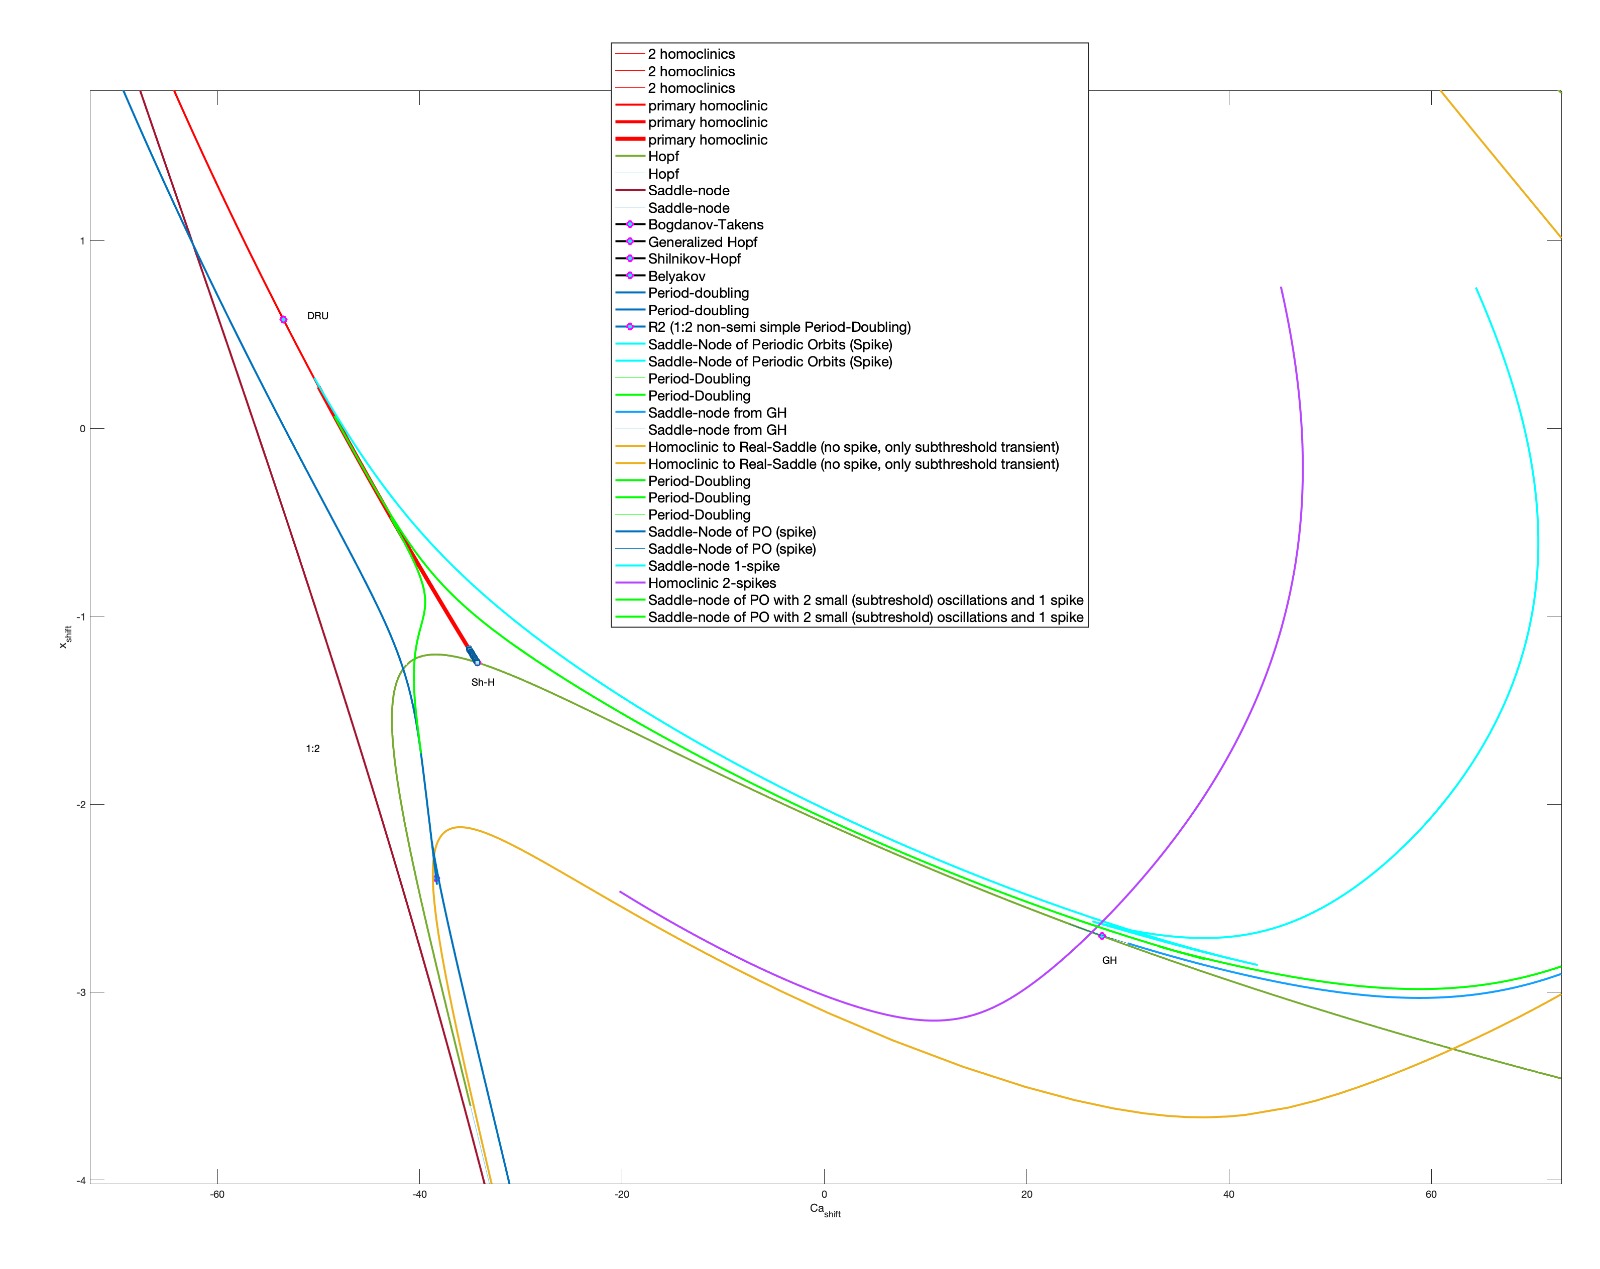 2 homoclinics
2 homoclinics
2 homoclinics
primary homoclinic
primary homoclinic
primary homoclinic
Hopf
Hopf
Saddle-node
Saddle-node
Bogdanov-Takens
Generalized Hopf
Shilnikov-Hopf
Belyakov
Period-doubling
Period-doubling
R2 (1:2 non-semi simple Period-Doubling)
Saddle-Node of Periodic Orbits (Spike)
Saddle-Node of Periodic Orbits (Spike)
Period-Doubling
Period-Doubling
Saddle-node from GH
Saddle-node from GH
Homoclinic to Real-Saddle (no spike, only subthreshold transient)
Homoclinic to Real-Saddle (no spike, only subthreshold transient)
Period-Doubling
Period-Doubling
Period-Doubling
Saddle-Node of PO (spike)
Saddle-Node of PO (spike)
Saddle-node 1-spike
Homoclinic 2-spikes
Saddle-node of PO with 2 small (subtreshold) oscillations and 1 spike
Saddle-node of PO with 2 small (subtreshold) oscillations and 1 spike
1
DRU
0
-1
x_shift
Sh-H
1:2
-2
GH
-3
-4
-60 -40 -20 0 20 40 60
Ca_shift